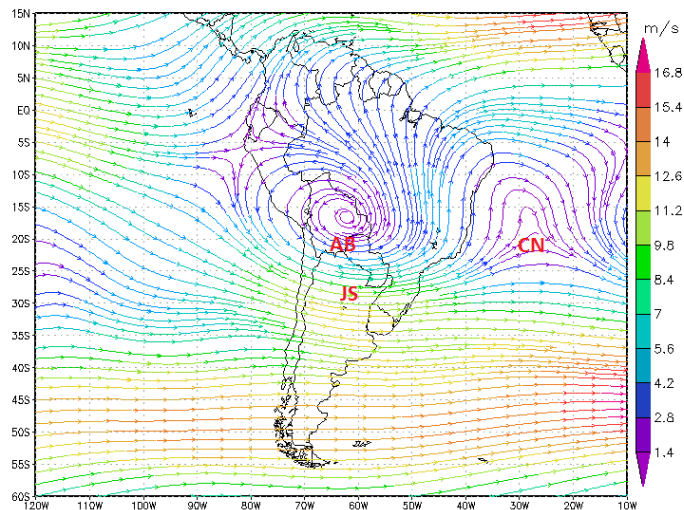 15N
m/s
10N
16.8
5N
15.4
EQ
14
5S
12.6
10S
11.2
15S
9.8
20S
AB
CN
8.4
25S
JS
7
30S
5.6
35S
4.2
40S
2.8
45S
1.4
50S
55S
60S
120W
110W
100W
90W
80W
70W
60W
50W
40W
30W
20W
10W